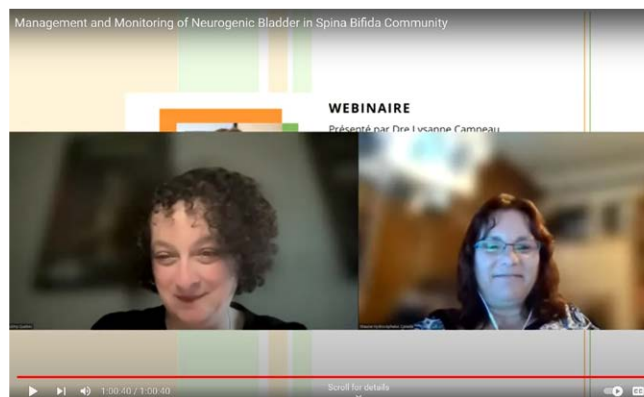 Management and Monitoring of Neurogenic Bladder in Spina Bifida Community
WEBINAIRE
Présenté par Dre Lysanne Campeau
1:00:40 / 1:00:40
Scroll for details
CC